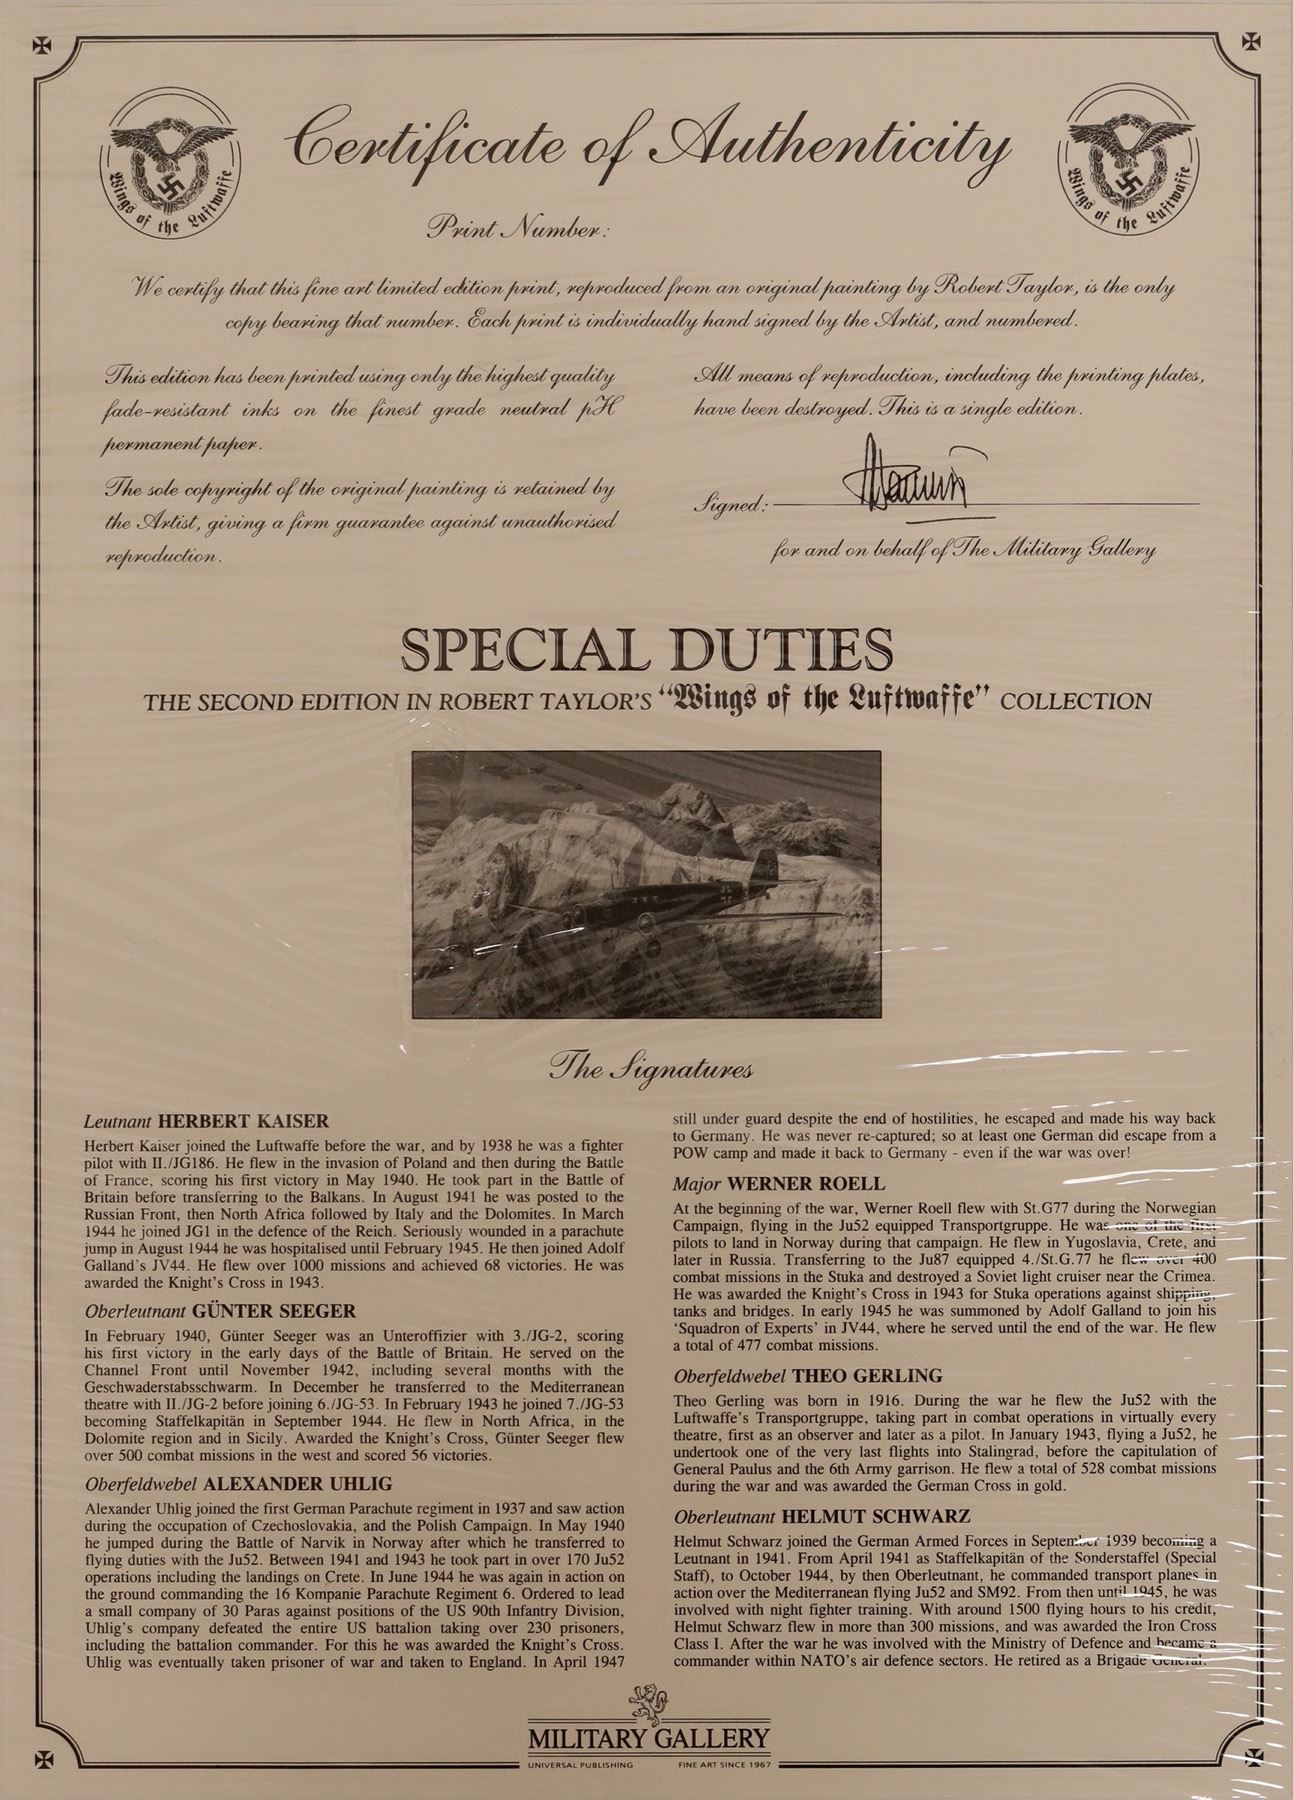 Certificate of Authenticity
Wings of the Luftwaffe
Wings of the Luftwaffe
Print Number:
We certify that this fine art limited edition print, reproduced from an original painting by Robert Taylor, is the only
copy bearing that number. Each print is individually hand signed by the Artist, and numbered.
This edition has been printed using only the highest quality
fade-resistant inks on the finest grade neutral pH
permanent paper.
The sole copyright of the original painting is retained by
the Artist, giving a firm guarantee against unauthorised
reproduction.
All means of reproduction, including the printing plates,
have been destroyed. This is a single edition.
Signed:
for and on behalf of The Military Gallery
SPECIAL DUTIES
THE SECOND EDITION IN ROBERT TAYLOR'S "Wings of the Luftwaffe" COLLECTION
The Signatures
Leutnant HERBERT KAISER
Herbert Kaiser joined the Luftwaffe before the war, and by 1938 he was a fighter
pilot with II./JG186. He flew in the invasion of Poland and then during the Battle
of France, scoring his first victory in May 1940. He took part in the Battle of
Britain before transferring to the Balkans. In August 1941 he was posted to the
Russian Front, then North Africa followed by Italy and the Dolomites. In March
1944 he joined JG1 in the defence of the Reich. Seriously wounded in a parachute
jump in August 1944 he was hospitalised until February 1945. He then joined Adolf
Galland's JV44. He flew over 1000 missions and achieved 68 victories. He was
awarded the Knight's Cross in 1943.
Oberleutnant GÜNTER SEEGER
In February 1940, Günter Seeger was an Unteroffizier with 3./JG-2, scoring
his first victory in the early days of the Battle of Britain. He served on the
Channel Front until November 1942, including several months with the
Geschwaderstabsschwarm. In December he transferred to the Mediterranean
theatre with II./JG-2 before joining 6./JG-53. In February 1943 he joined 7./JG-53
becoming Staffelkapitän in September 1944. He flew in North Africa, in the
Dolomite region and in Sicily. Awarded the Knight's Cross, Günter Seeger flew
over 500 combat missions in the west and scored 56 victories.
Oberfeldwebel ALEXANDER UHLIG
Alexander Uhlig joined the first German Parachute regiment in 1937 and saw action
during the occupation of Czechoslovakia, and the Polish Campaign. In May 1940
he jumped during the Battle of Narvik in Norway after which he transferred to
flying duties with the Ju52. Between 1941 and 1943 he took part in over 170 Ju52
operations including the landings on Crete. In June 1944 he was again in action on
the ground commanding the 16 Kompanie Parachute Regiment 6. Ordered to lead
a small company of 30 Paras against positions of the US 90th Infantry Division,
Uhlig's company defeated the entire US battalion taking over 230 prisoners,
including the battalion commander. For this he was awarded the Knight's Cross.
Uhlig was eventually taken prisoner of war and taken to England. In April 1947
still under guard despite the end of hostilities, he escaped and made his way back
to Germany. He was never re-captured; so at least one German did escape from a
POW camp and made it back to Germany - even if the war was over!
Major WERNER ROELL
At the beginning of the war, Werner Roell flew with St.G77 during the Norwegian
Campaign, flying in the Ju52 equipped Transportgruppe. He was one of the first
pilots to land in Norway during that campaign. He flew in Yugoslavia, Crete, and
later in Russia. Transferring to the Ju87 equipped 4./St.G.77 he flew over 400
combat missions in the Stuka and destroyed a Soviet light cruiser near the Crimea.
He was awarded the Knight's Cross in 1943 for Stuka operations against shipping,
tanks and bridges. In early 1945 he was summoned by Adolf Galland to join his
'Squadron of Experts' in JV44, where he served until the end of the war. He flew
a total of 477 combat missions.
Oberfeldwebel THEO GERLING
Theo Gerling was born in 1916. During the war he flew the Ju52 with the
Luftwaffe's Transportgruppe, taking part in combat operations in virtually every
theatre, first as an observer and later as a pilot. In January 1943, flying a Ju52, he
undertook one of the very last flights into Stalingrad, before the capitulation of
General Paulus and the 6th Army garrison. He flew a total of 528 combat missions
during the war and was awarded the German Cross in gold.
Oberleutnant HELMUT SCHWARZ
Helmut Schwarz joined the German Armed Forces in September 1939 becoming a
Leutnant in 1941. From April 1941 as Staffelkapitän of the Sonderstaffel (Special
Staff), to October 1944, by then Oberleutnant, he commanded transport planes in
action over the Mediterranean flying Ju52 and SM92. From then until 1945, he was
involved with night fighter training. With around 1500 flying hours to his credit,
Helmut Schwarz flew in more than 300 missions, and was awarded the Iron Cross
Class I. After the war he was involved with the Ministry of Defence and became a
commander within NATO's air defence sectors. He retired as a Brigade General.
MILITARY GALLERY
UNIVERSAL PUBLISHING FINE ART SINCE 1967